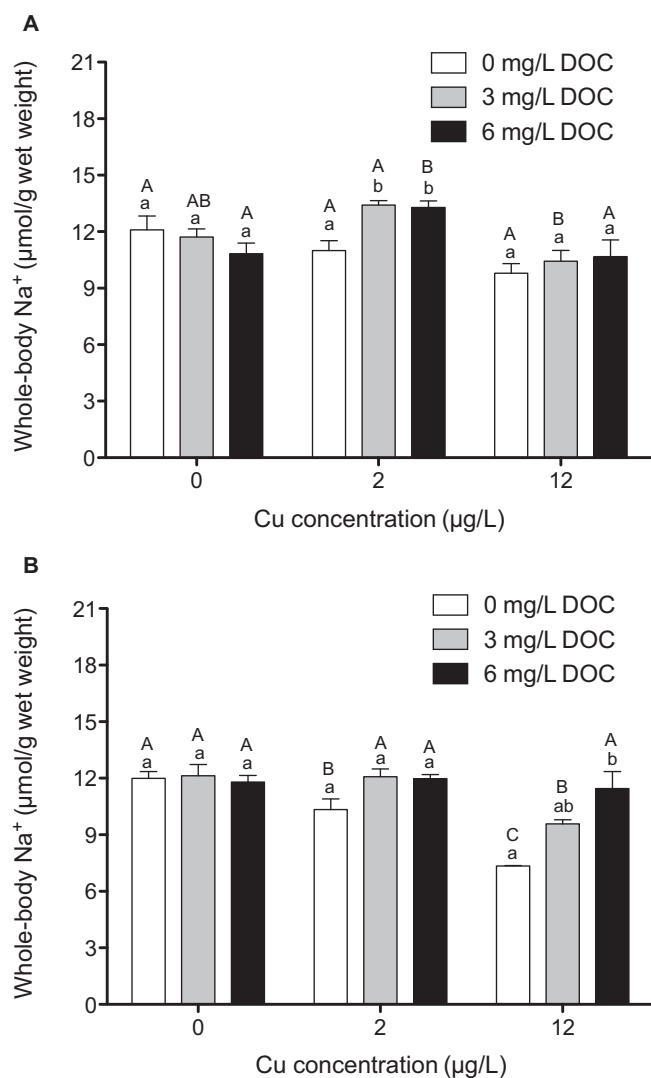 A
21
18
15
12
9
6
3
0
Whole-body Na⁺ (µmol/g wet weight)
0 mg/L DOC
3 mg/L DOC
6 mg/L DOC
A AB A A A B A B A
a a a a b b a a a
0 2 12
Cu concentration (µg/L)
B
21
18
15
12
9
6
3
0
Whole-body Na⁺ (µmol/g wet weight)
0 mg/L DOC
3 mg/L DOC
6 mg/L DOC
A A A B A A C B A
a a a a a a a ab b
0 2 12
Cu concentration (µg/L)